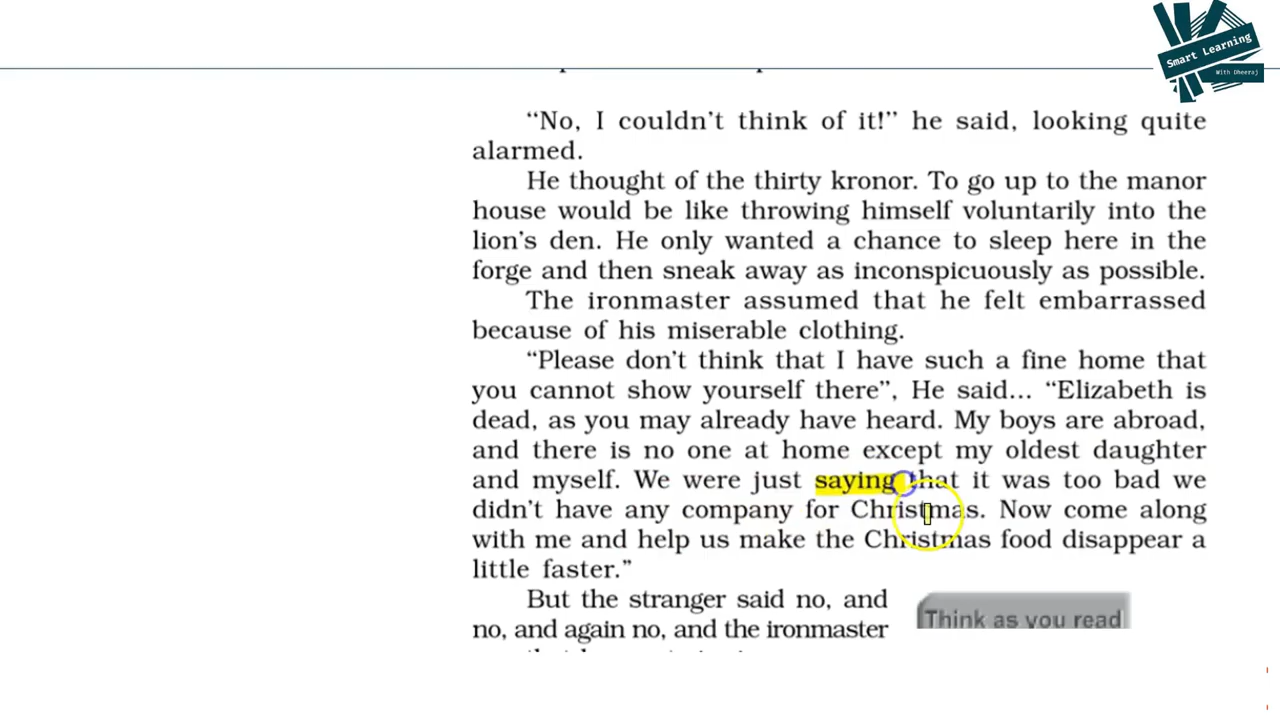 Smart Learning
With Dheeraj
“No, I couldn’t think of it!” he said, looking quite
alarmed.
He thought of the thirty kronor. To go up to the manor
house would be like throwing himself voluntarily into the
lion’s den. He only wanted a chance to sleep here in the
forge and then sneak away as inconspicuously as possible.
The ironmaster assumed that he felt embarrassed
because of his miserable clothing.
“Please don’t think that I have such a fine home that
you cannot show yourself there”, He said... “Elizabeth is
dead, as you may already have heard. My boys are abroad,
and there is no one at home except my oldest daughter
and myself. We were just saying that it was too bad we
didn’t have any company for Christmas. Now come along
with me and help us make the Christmas food disappear a
little faster.”
But the stranger said no, and
no, and again no, and the ironmaster
Think as you read